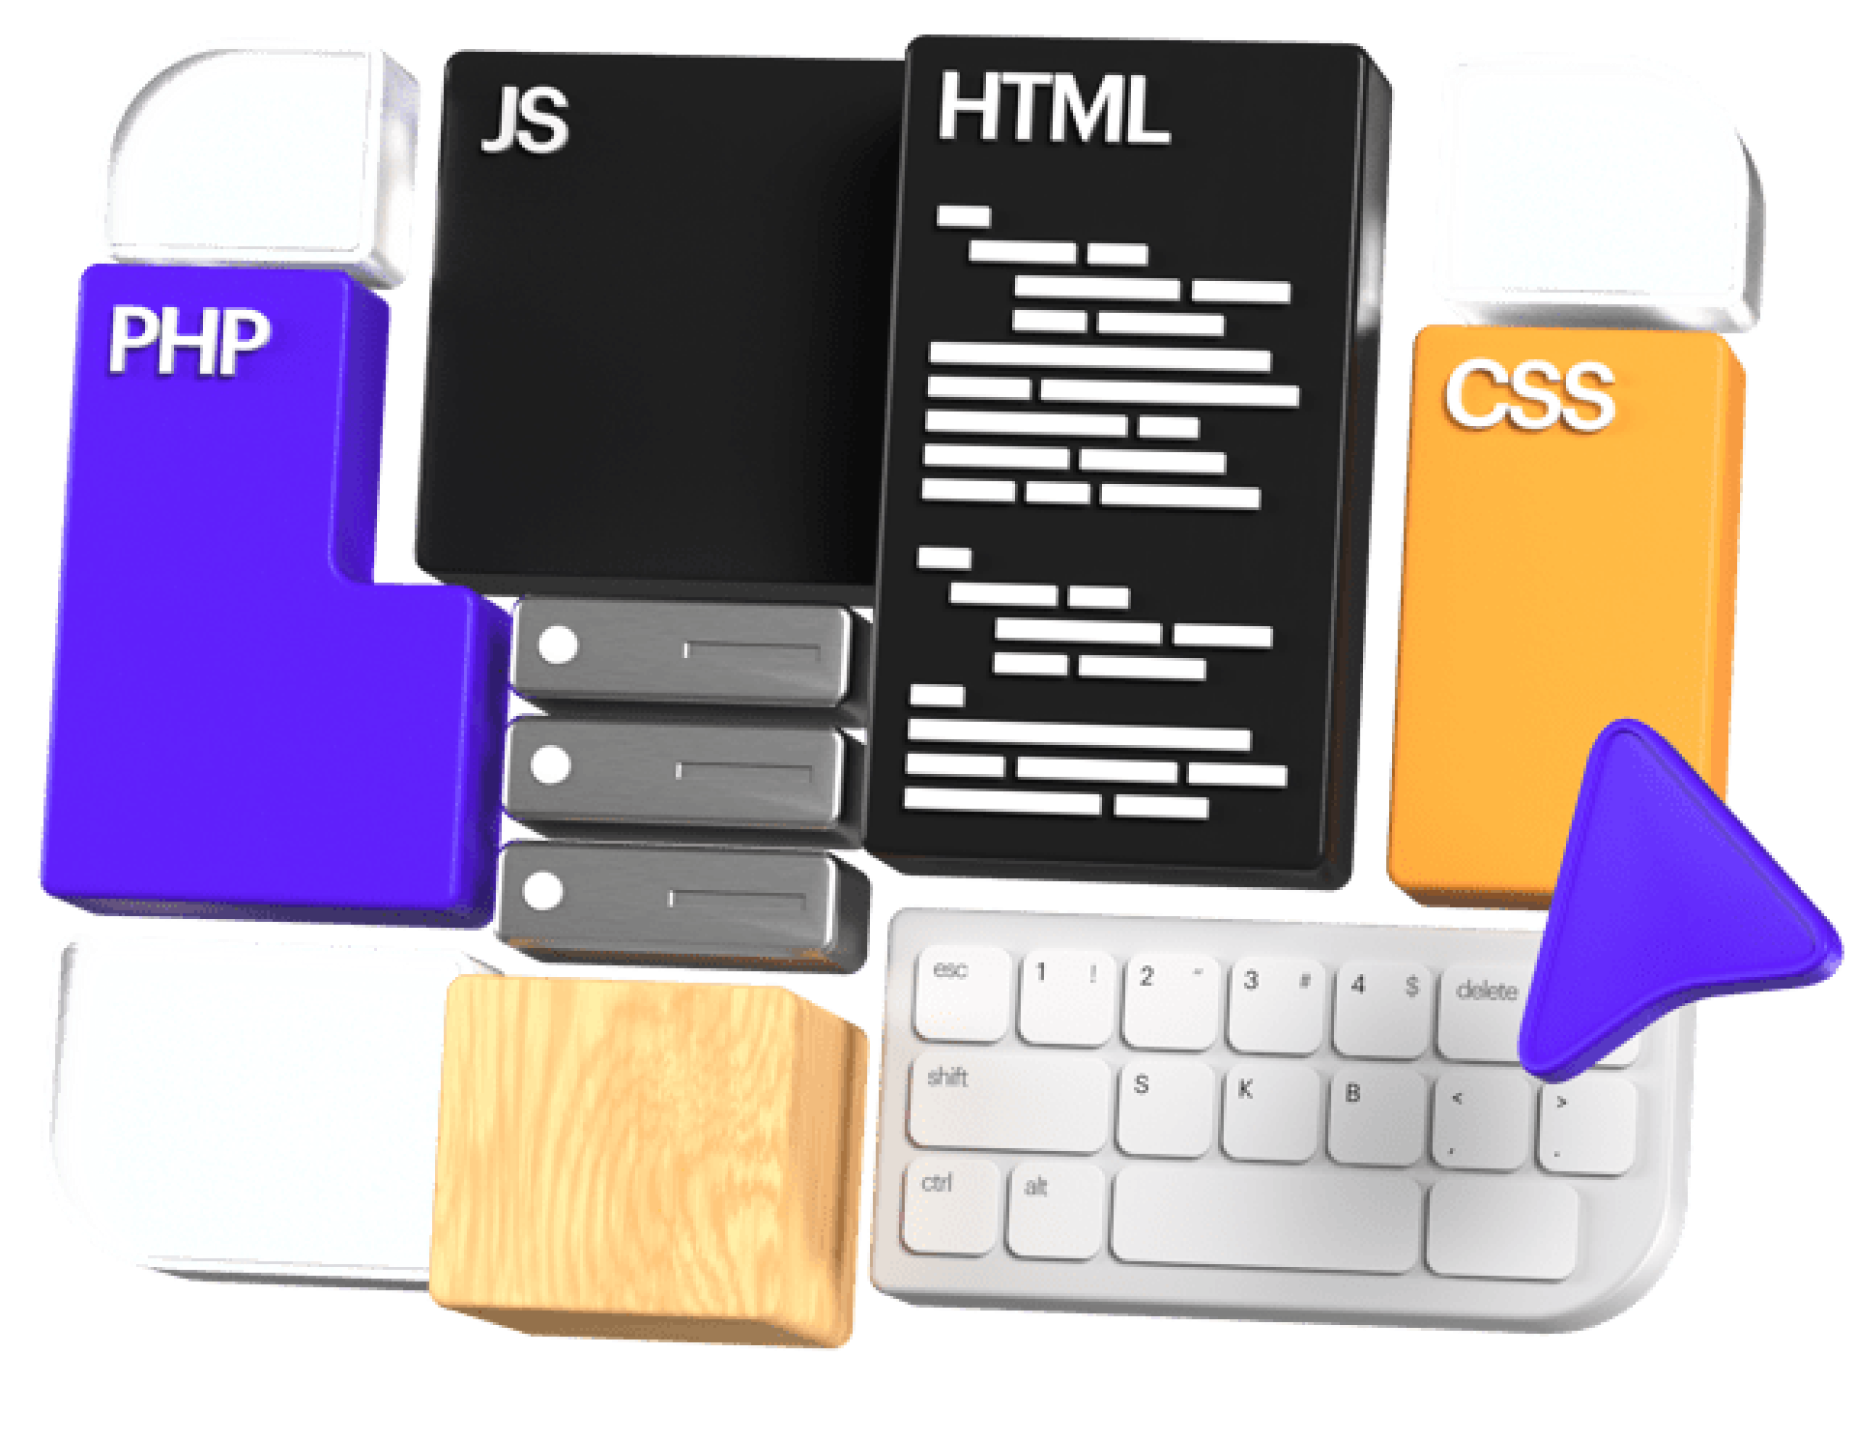 JS
HTML
PHP
CSS
esc
1 !
2 "
3 #
4 $
delete
shift
S
K
B
< ,
> .
ctrl
alt